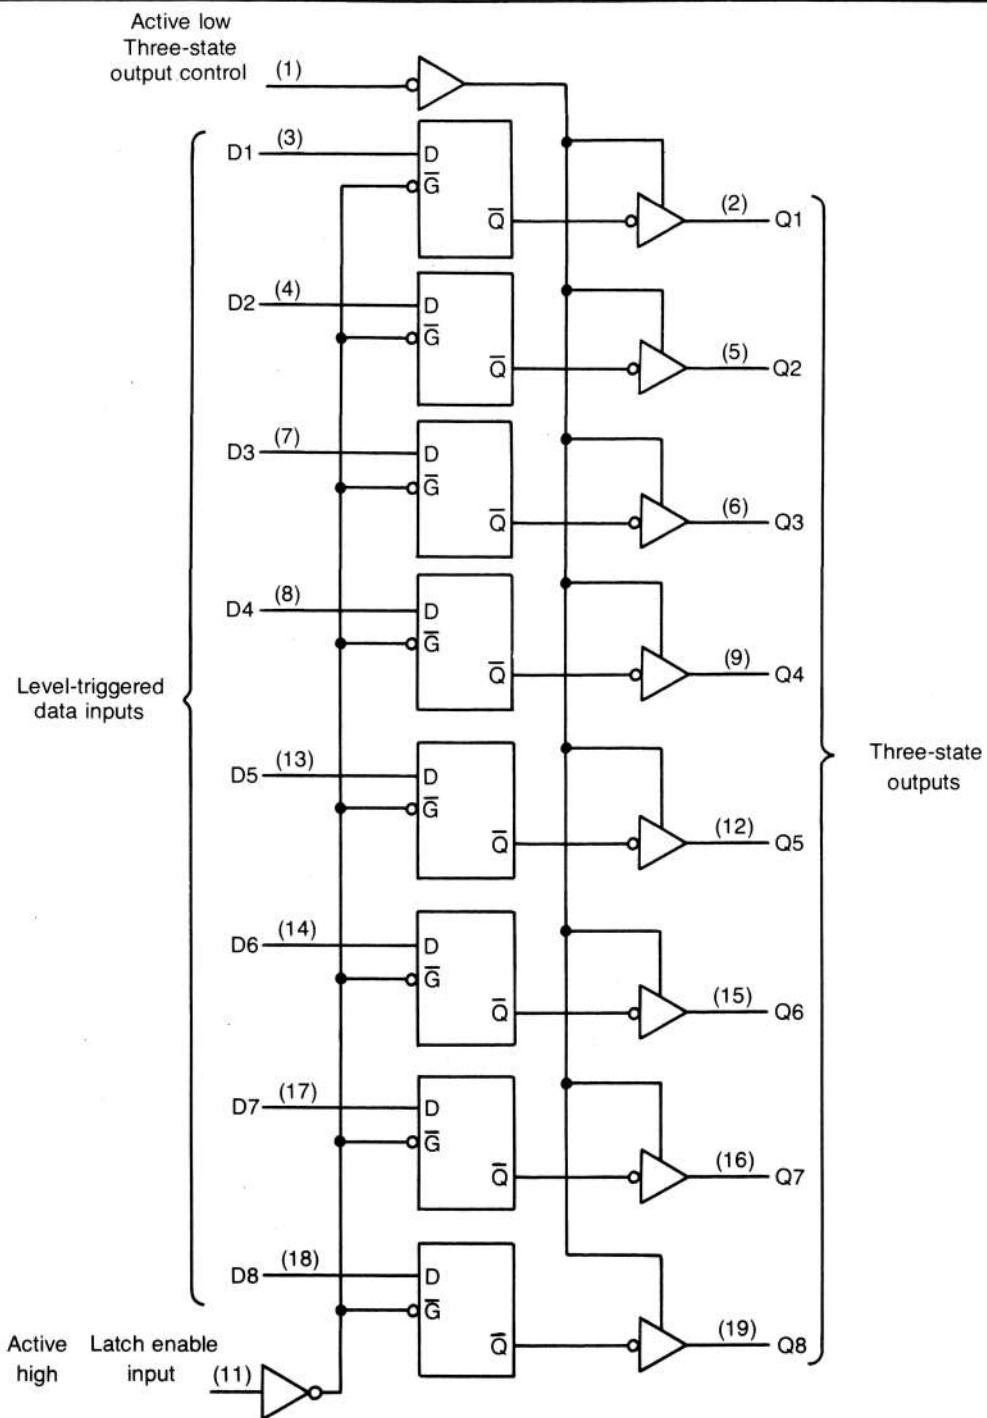 Active low
Three-state
output control
(1)
D1
(3)
D
G̅
Q̅
(2)
Q1
D2
(4)
D
G̅
Q̅
(5)
Q2
D3
(7)
D
G̅
Q̅
(6)
Q3
D4
(8)
D
G̅
Q̅
(9)
Q4
Level-triggered
data inputs
Three-state
outputs
D5
(13)
D
G̅
Q̅
(12)
Q5
D6
(14)
D
G̅
Q̅
(15)
Q6
D7
(17)
D
G̅
Q̅
(16)
Q7
D8
(18)
D
G̅
Q̅
(19)
Q8
Active
high
Latch enable
input
(11)